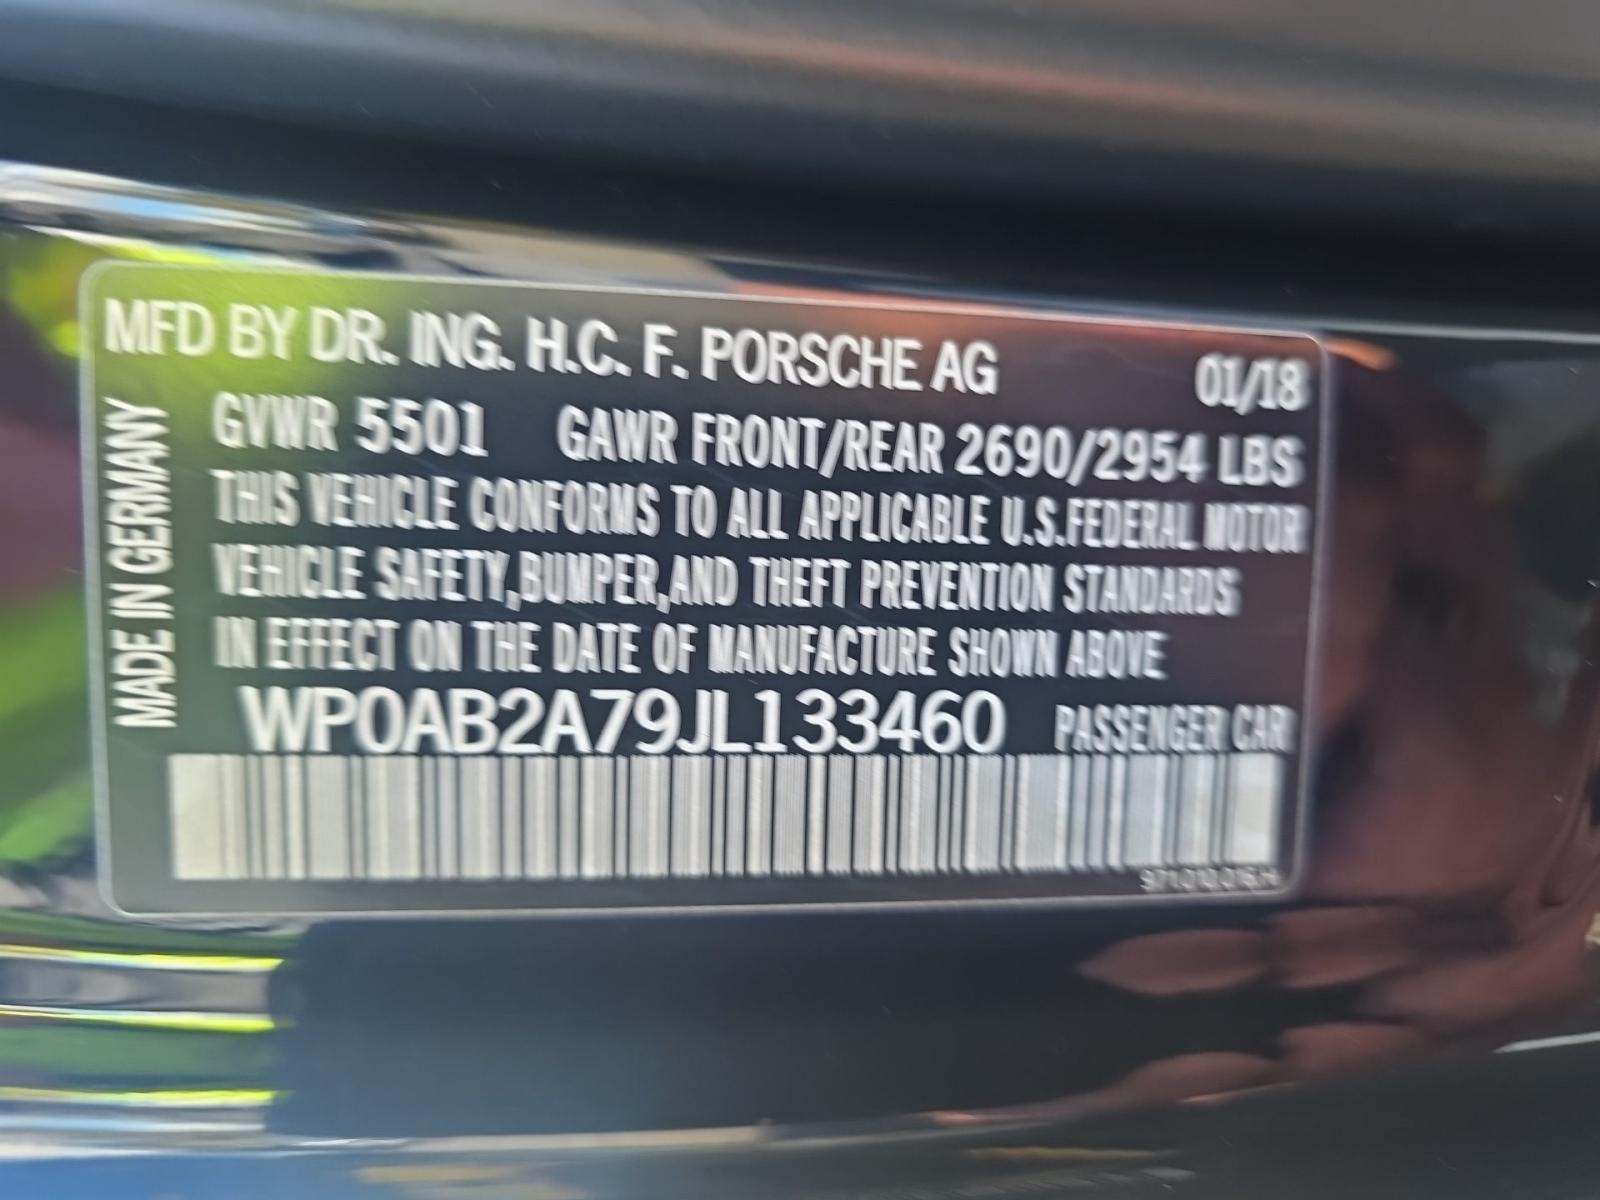 MFD BY DR. ING. H.C. F. PORSCHE AG 01/18
GVWR 5501 GAWR FRONT/REAR 2690/2954 LBS
THIS VEHICLE CONFORMS TO ALL APPLICABLE U.S.FEDERAL MOTOR
VEHICLE SAFETY,BUMPER,AND THEFT PREVENTION STANDARDS
IN EFFECT ON THE DATE OF MANUFACTURE SHOWN ABOVE
WP0AB2A79JL133460 PASSENGER CAR
MADE IN GERMANY